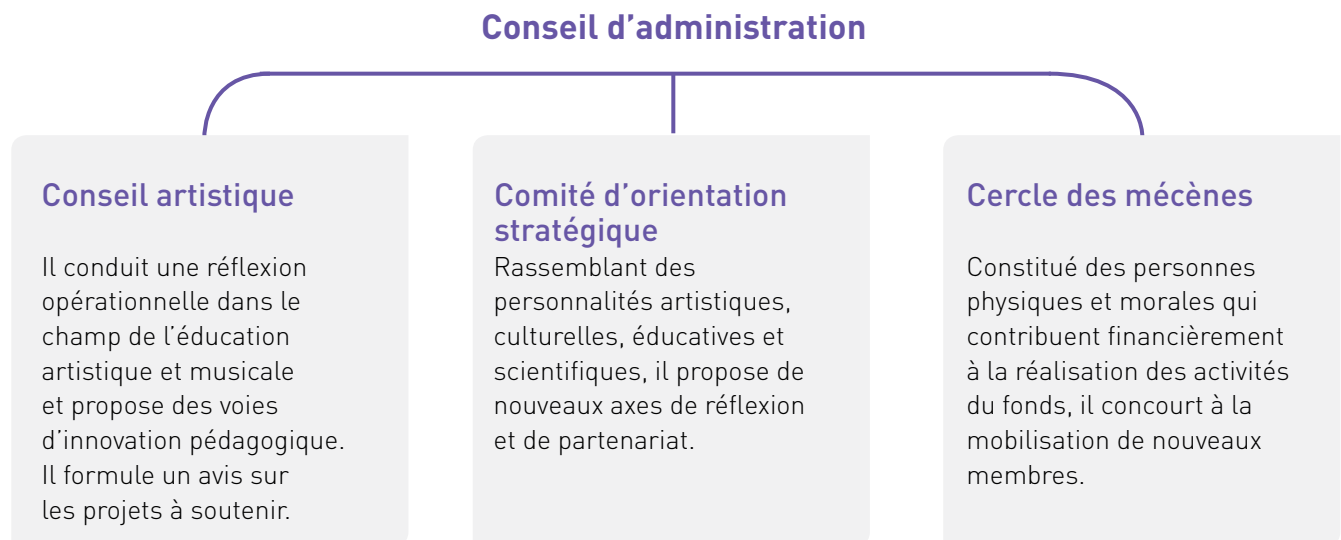 Conseil d’administration
Conseil artistique
Il conduit une réflexion
opérationnelle dans le
champ de l’éducation
artistique et musicale
et propose des voies
d’innovation pédagogique.
Il formule un avis sur
les projets à soutenir.
Comité d’orientation
stratégique
Rassemblant des
personnalités artistiques,
culturelles, éducatives et
scientifiques, il propose de
nouveaux axes de réflexion
et de partenariat.
Cercle des mécènes
Constitué des personnes
physiques et morales qui
contribuent financièrement
à la réalisation des activités
du fonds, il concourt à la
mobilisation de nouveaux
membres.